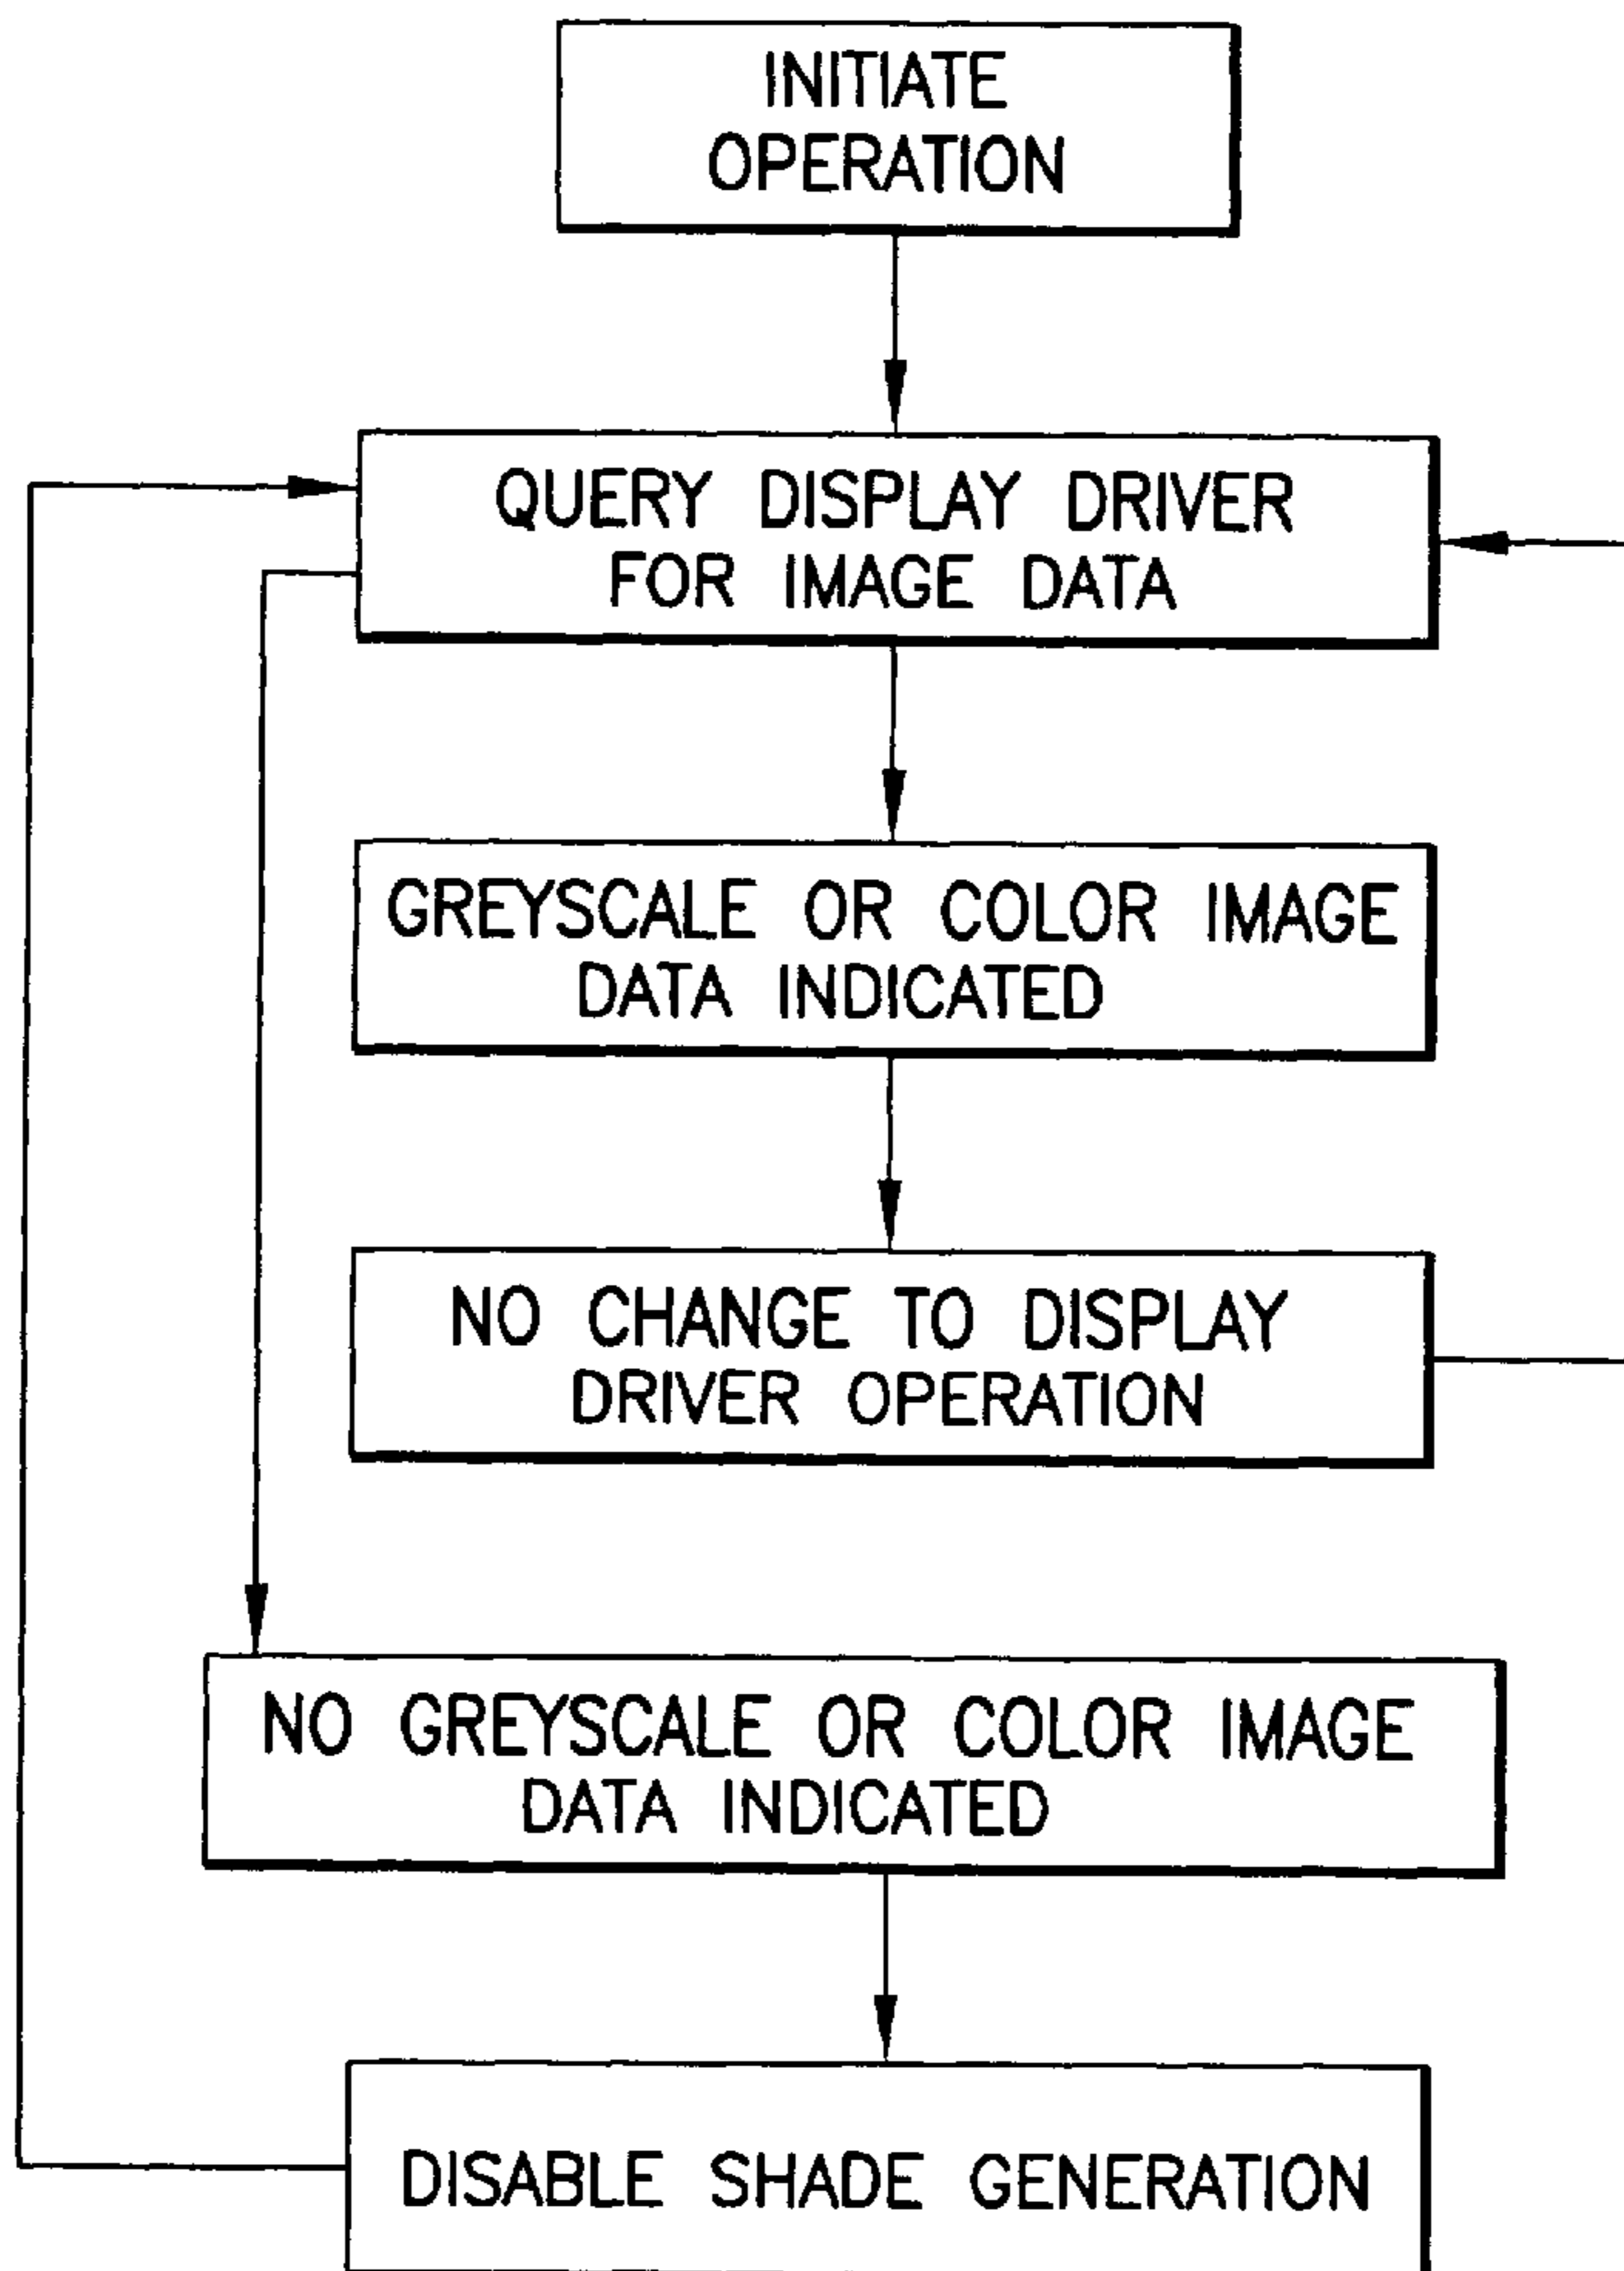 INITIATE
OPERATION
QUERY DISPLAY DRIVER
FOR IMAGE DATA
GREYSCALE OR COLOR IMAGE
DATA INDICATED
NO CHANGE TO DISPLAY
DRIVER OPERATION
NO GREYSCALE OR COLOR IMAGE
DATA INDICATED
DISABLE SHADE GENERATION